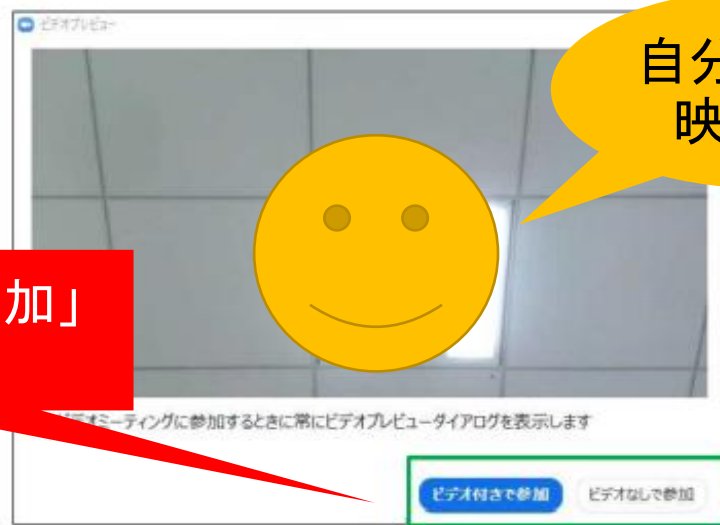 ビデオプレビュー
自分
映
加」
ビデオミーティングに参加するときに常にビデオプレビューダイアログを表示します
ビデオ付きで参加
ビデオなしで参加